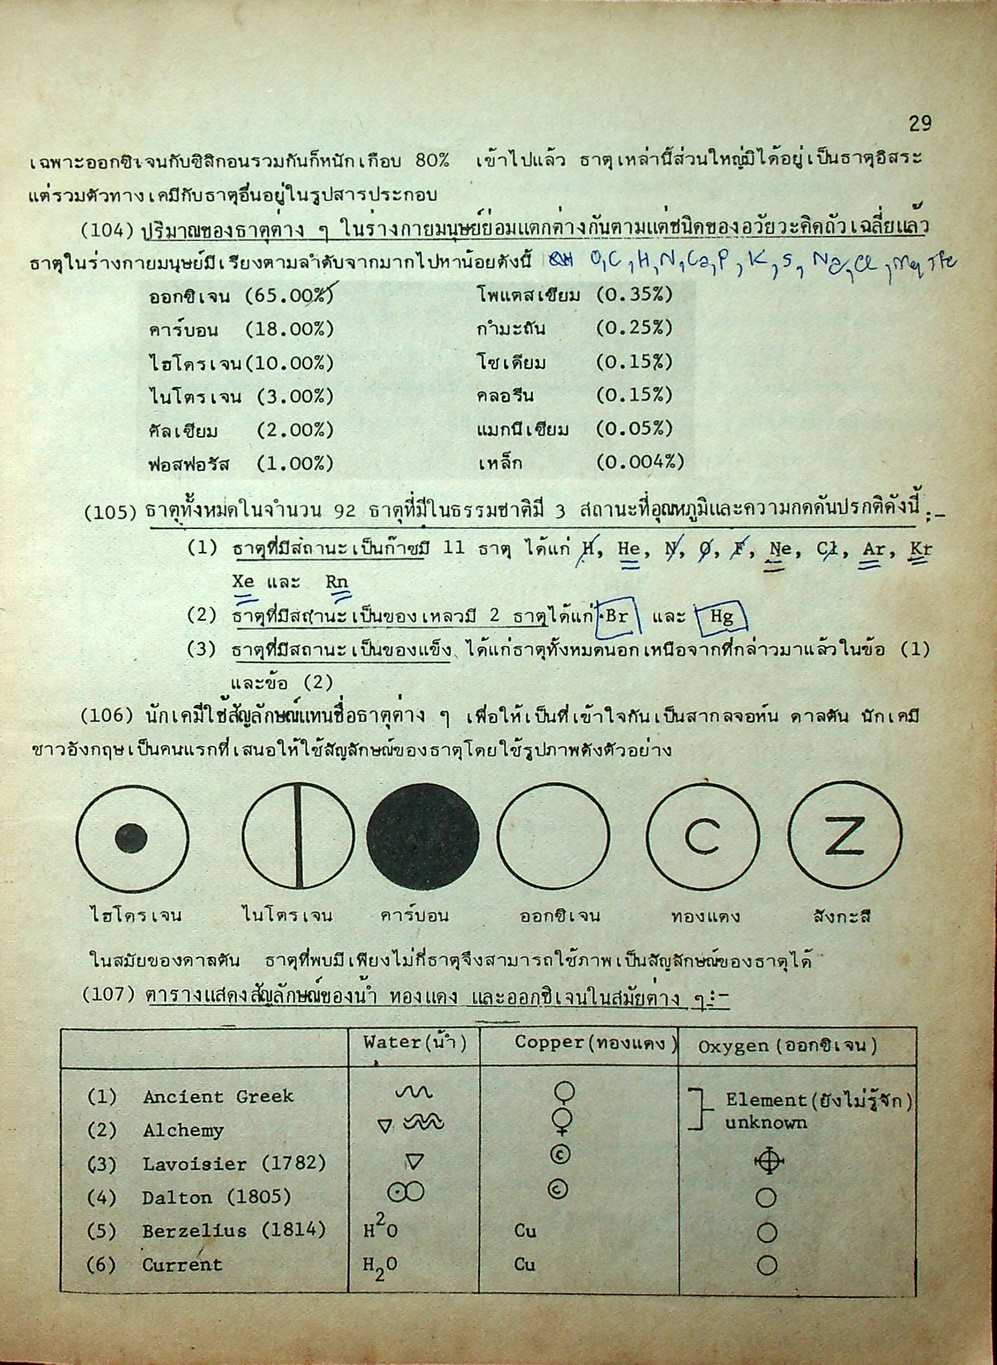 29
เฉพาะออกซิเจนกับซิลิกอนรวมกันก็หนักเกือบ 80% เข้าไปแล้ว ธาตุเหล่านี้ส่วนใหญ่มิได้อยู่เป็นธาตุอิสระ
แต่รวมตัวทางเคมีกับธาตุอื่นอยู่ในรูปสารประกอบ
(104) ปริมาณของธาตุต่าง ๆ ในร่างกายมนุษย์ย่อมแตกต่างกันตามแต่ชนิดของอวัยวะคิดถัวเฉลี่ยแล้ว
ธาตุในร่างกายมนุษย์มีเรียงตามลำดับจากมากไปหาน้อยดังนี้ O, C, H, N, Ca, P, K, S, Na, Cl, Mg, Fe
ออกซิเจน (65.00%) โพแตสเซียม (0.35%)
คาร์บอน (18.00%) กำมะถัน (0.25%)
ไฮโดรเจน (10.00%) โซเดียม (0.15%)
ไนโตรเจน (3.00%) คลอรีน (0.15%)
คัลเซียม (2.00%) แมกนีเซียม (0.05%)
ฟอสฟอรัส (1.00%) เหล็ก (0.004%)
(105) ธาตุทั้งหมดในจำนวน 92 ธาตุที่มีในธรรมชาติมี 3 สถานะที่อุณหภูมิและความกดดันปรกติดังนี้ :-
(1) ธาตุที่มีสถานะเป็นก๊าซมี 11 ธาตุ ได้แก่ H, He, N, O, F, Ne, Cl, Ar, Kr
Xe และ Rn
(2) ธาตุที่มีสถานะเป็นของเหลวมี 2 ธาตุได้แก่ Br และ Hg
(3) ธาตุที่มีสถานะเป็นของแข็ง ได้แก่ธาตุทั้งหมดนอกเหนือจากที่กล่าวมาแล้วในข้อ (1)
และข้อ (2)
(106) นักเคมีใช้สัญลักษณ์แทนชื่อธาตุต่าง ๆ เพื่อให้เป็นที่เข้าใจกันเป็นสากลจอห์น ดาลตัน นักเคมี
ชาวอังกฤษเป็นคนแรกที่เสนอให้ใช้สัญลักษณ์ของธาตุโดยใช้รูปภาพดังตัวอย่าง
C Z
ไฮโดรเจน ไนโตรเจน คาร์บอน ออกซิเจน ทองแดง สังกะสี
ในสมัยของดาลตัน ธาตุที่พบมีเพียงไม่กี่ธาตุจึงสามารถใช้ภาพเป็นสัญลักษณ์ของธาตุได้
(107) ตารางแสดงสัญลักษณ์ของน้ำ ทองแดง และออกซิเจนในสมัยต่าง ๆ :-
Water (น้ำ) Copper (ทองแดง) Oxygen (ออกซิเจน)
(1) Ancient Greek Element (ยังไม่รู้จัก)
(2) Alchemy unknown
(3) Lavoisier (1782) ©
(4) Dalton (1805) ©
(5) Berzelius (1814) H²O Cu O
(6) Current H₂O Cu O